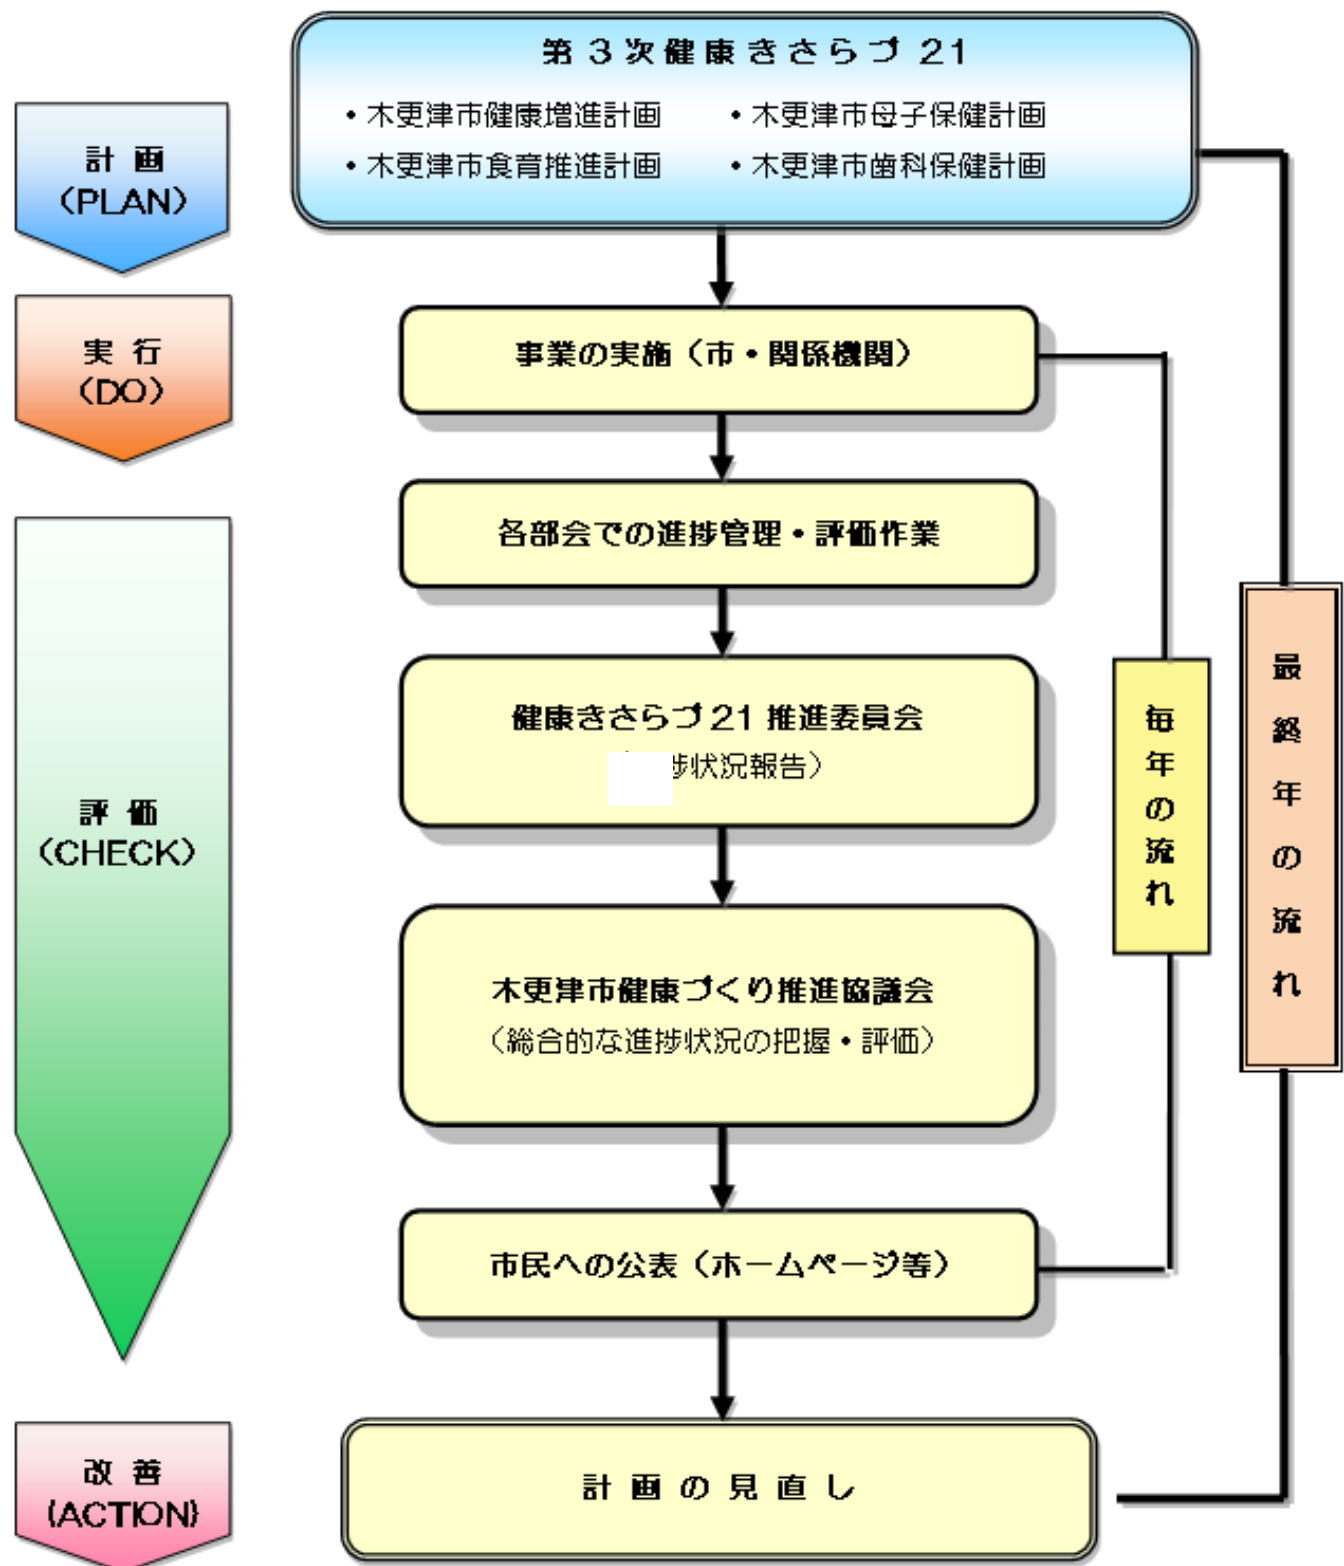 第3次健康きさらづ21
・木更津市健康増進計画 ・木更津市母子保健計画
・木更津市食育推進計画 ・木更津市歯科保健計画
計画
(PLAN)
実行
(DO)
事業の実施（市・関係機関）
各部会での進捗管理・評価作業
健康きさらづ21推進委員会
捗状況報告）
評価
(CHECK)
木更津市健康づくり推進協議会
（総合的な進捗状況の把握・評価）
市民への公表（ホームページ等）
毎年の流れ
最終年の流れ
改善
(ACTION)
計画の見直し